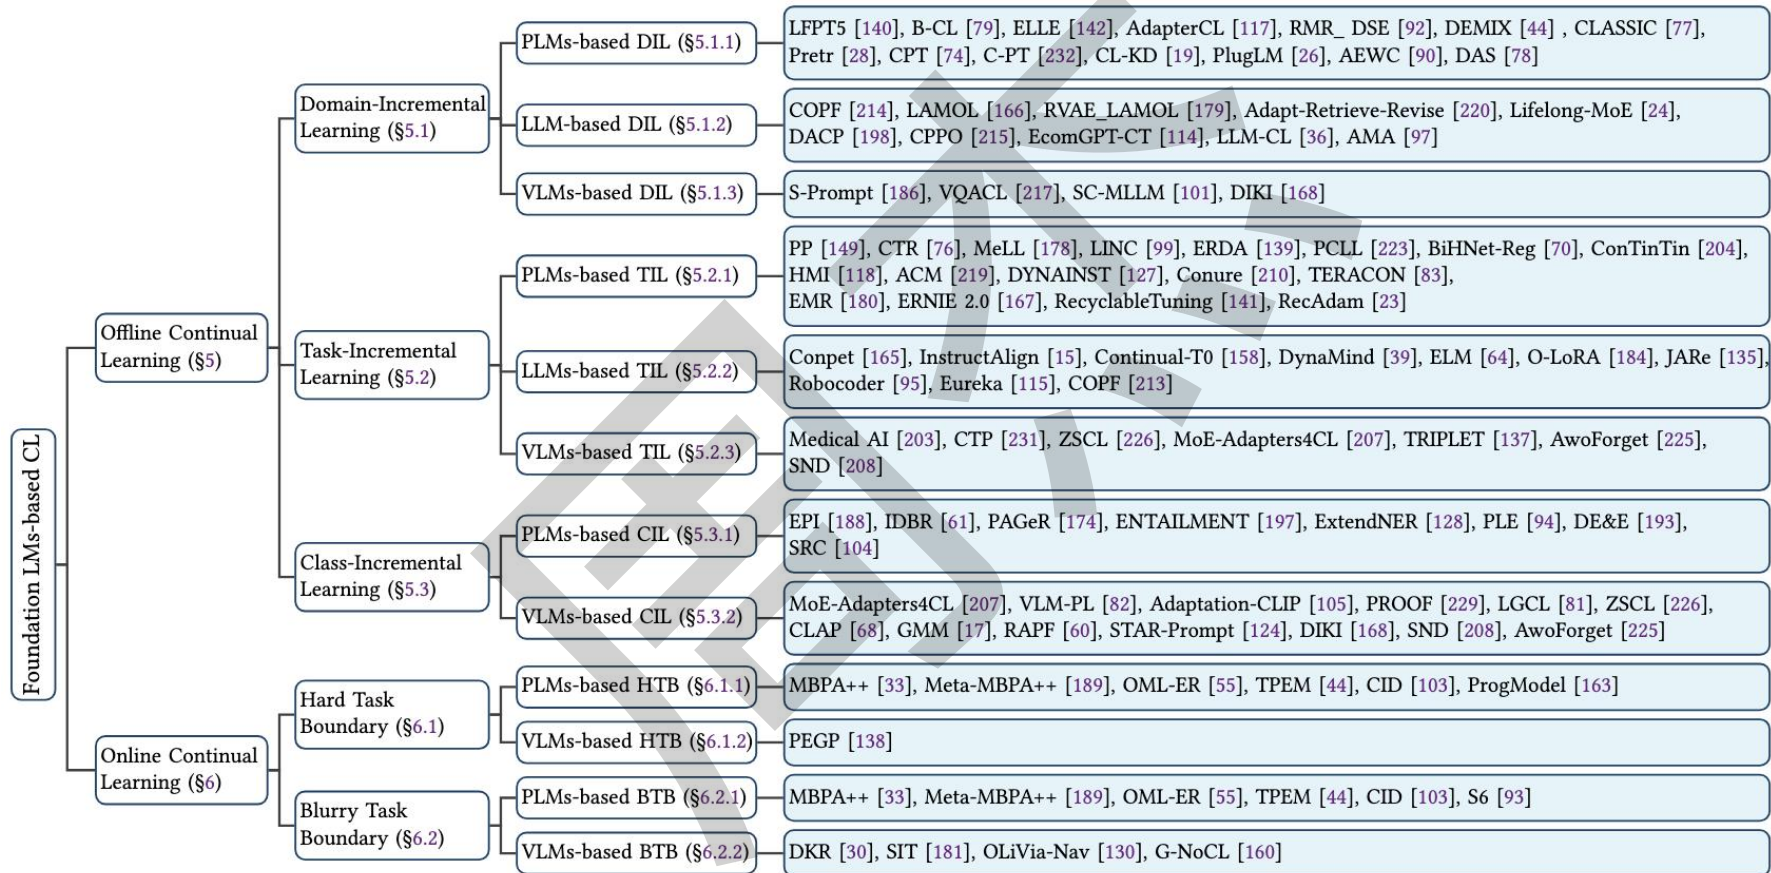 Foundation LMs-based CL
Offline Continual
Learning (§5)
Domain-Incremental
Learning (§5.1)
PLMs-based DIL (§5.1.1)
LFPT5 [140], B-CL [79], ELLE [142], AdapterCL [117], RMR_ DSE [92], DEMIX [44] , CLASSIC [77],
Pretr [28], CPT [74], C-PT [232], CL-KD [19], PlugLM [26], AEWC [90], DAS [78]
LLM-based DIL (§5.1.2)
COPF [214], LAMOL [166], RVAE_LAMOL [179], Adapt-Retrieve-Revise [220], Lifelong-MoE [24],
DACP [198], CPPO [215], EcomGPT-CT [114], LLM-CL [36], AMA [97]
VLMs-based DIL (§5.1.3)
S-Prompt [186], VQACL [217], SC-MLLM [101], DIKI [168]
Task-Incremental
Learning (§5.2)
PLMs-based TIL (§5.2.1)
PP [149], CTR [76], MeLL [178], LINC [99], ERDA [139], PCLL [223], BiHNet-Reg [70], ConTinTin [204],
HMI [118], ACM [219], DYNAINST [127], Conure [210], TERACON [83],
EMR [180], ERNIE 2.0 [167], RecyclableTuning [141], RecAdam [23]
LLMs-based TIL (§5.2.2)
Conpet [165], InstructAlign [15], Continual-T0 [158], DynaMind [39], ELM [64], O-LoRA [184], JARe [135],
Robocoder [95], Eureka [115], COPF [213]
VLMs-based TIL (§5.2.3)
Medical AI [203], CTP [231], ZSCL [226], MoE-Adapters4CL [207], TRIPLET [137], AwoForget [225],
SND [208]
Class-Incremental
Learning (§5.3)
PLMs-based CIL (§5.3.1)
EPI [188], IDBR [61], PAGeR [174], ENTAILMENT [197], ExtendNER [128], PLE [94], DE&E [193],
SRC [104]
VLMs-based CIL (§5.3.2)
MoE-Adapters4CL [207], VLM-PL [82], Adaptation-CLIP [105], PROOF [229], LGCL [81], ZSCL [226],
CLAP [68], GMM [17], RAPF [60], STAR-Prompt [124], DIKI [168], SND [208], AwoForget [225]
Online Continual
Learning (§6)
Hard Task
Boundary (§6.1)
PLMs-based HTB (§6.1.1)
MBPA++ [33], Meta-MBPA++ [189], OML-ER [55], TPEM [44], CID [103], ProgModel [163]
VLMs-based HTB (§6.1.2)
PEGP [138]
Blurry Task
Boundary (§6.2)
PLMs-based BTB (§6.2.1)
MBPA++ [33], Meta-MBPA++ [189], OML-ER [55], TPEM [44], CID [103], S6 [93]
VLMs-based BTB (§6.2.2)
DKR [30], SIT [181], OLiVia-Nav [130], G-NoCL [160]